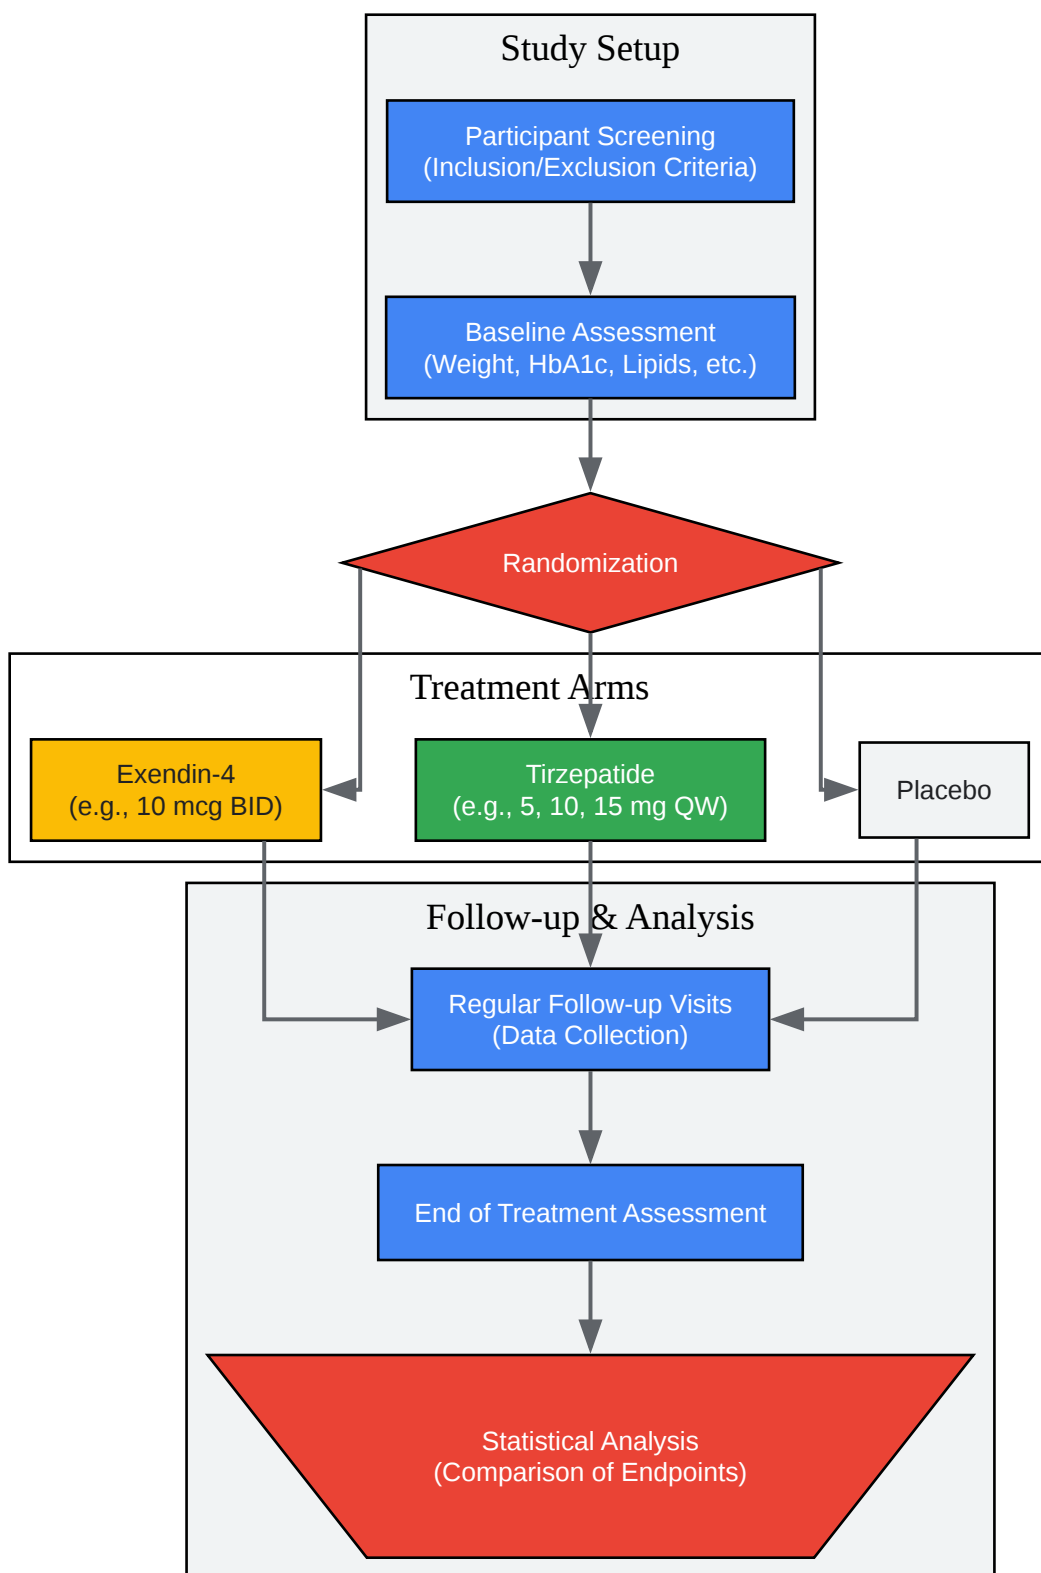 Study Setup
Participant Screening
(Inclusion/Exclusion Criteria)
Baseline Assessment
(Weight, HbA1c, Lipids, etc.)
Randomization
Treatment Arms
Exendin-4
(e.g., 10 mcg BID)
Tirzepatide
(e.g., 5, 10, 15 mg QW)
Placebo
Follow-up & Analysis
Regular Follow-up Visits
(Data Collection)
End of Treatment Assessment
Statistical Analysis
(Comparison of Endpoints)